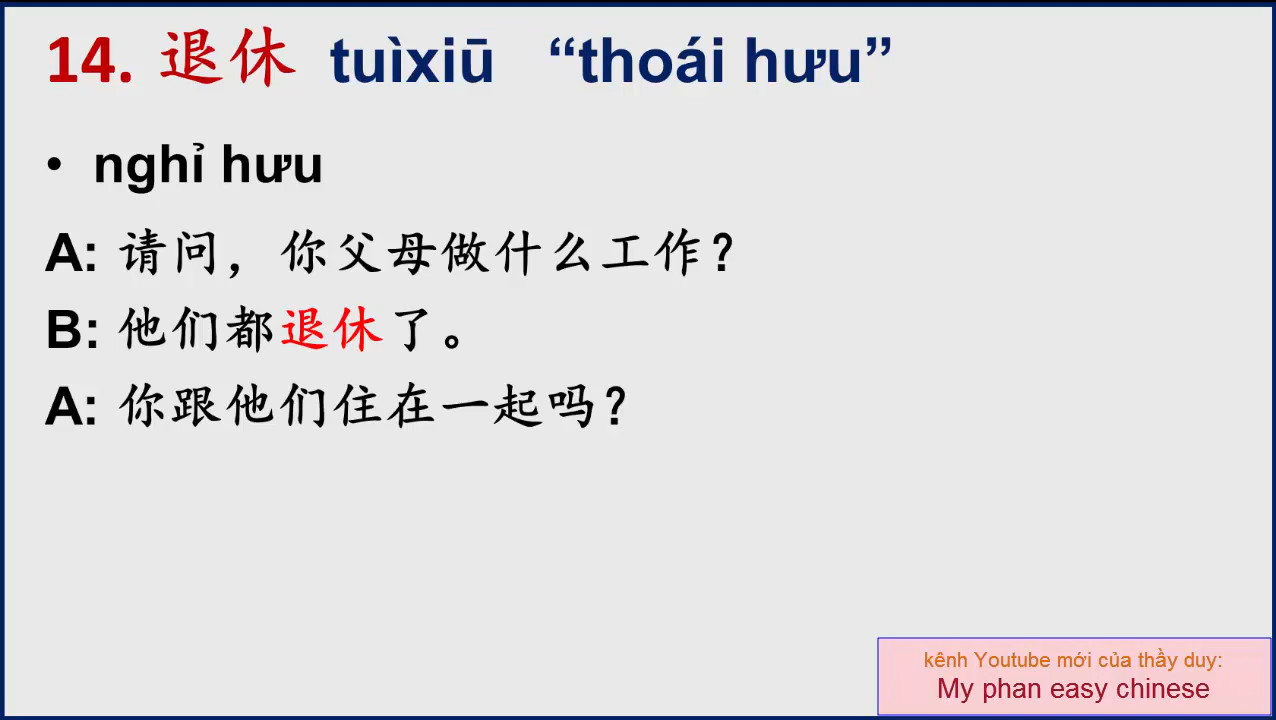 14. 退休 tuìxiū “thoái hưu”
• nghỉ hưu
A: 请问，你父母做什么工作？
B: 他们都退休了。
A: 你跟他们住在一起吗？
kênh Youtube mới của thầy duy:
My phan easy chinese